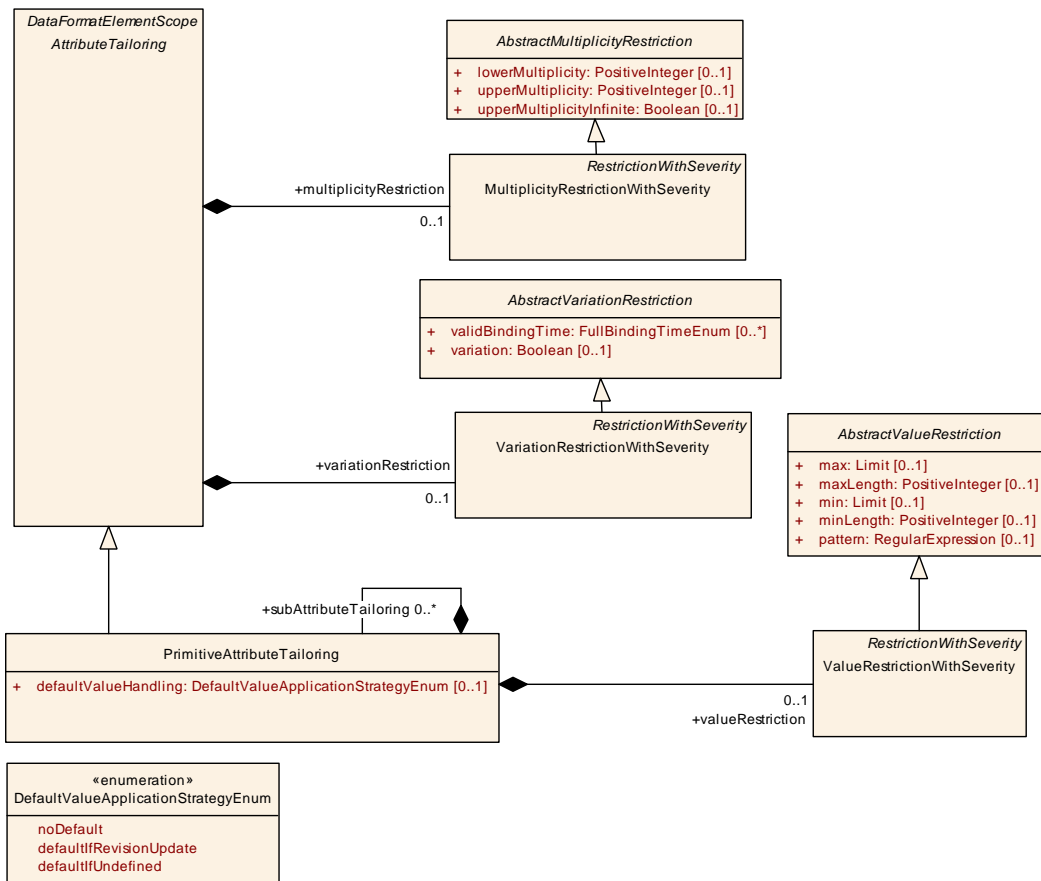 DataFormatElementScope
AttributeTailoring
AbstractMultiplicityRestriction
+ lowerMultiplicity: PositiveInteger [0..1]
+ upperMultiplicity: PositiveInteger [0..1]
+ upperMultiplicityInfinite: Boolean [0..1]
RestrictionWithSeverity
MultiplicityRestrictionWithSeverity
+multiplicityRestriction
0..1
AbstractVariationRestriction
+ validBindingTime: FullBindingTimeEnum [0..*]
+ variation: Boolean [0..1]
RestrictionWithSeverity
VariationRestrictionWithSeverity
+variationRestriction
0..1
AbstractValueRestriction
+ max: Limit [0..1]
+ maxLength: PositiveInteger [0..1]
+ min: Limit [0..1]
+ minLength: PositiveInteger [0..1]
+ pattern: RegularExpression [0..1]
+subAttributeTailoring 0..*
PrimitiveAttributeTailoring
+ defaultValueHandling: DefaultValueApplicationStrategyEnum [0..1]
RestrictionWithSeverity
ValueRestrictionWithSeverity
0..1
+valueRestriction
«enumeration»
DefaultValueApplicationStrategyEnum
noDefault
defaultIfRevisionUpdate
defaultIfUndefined